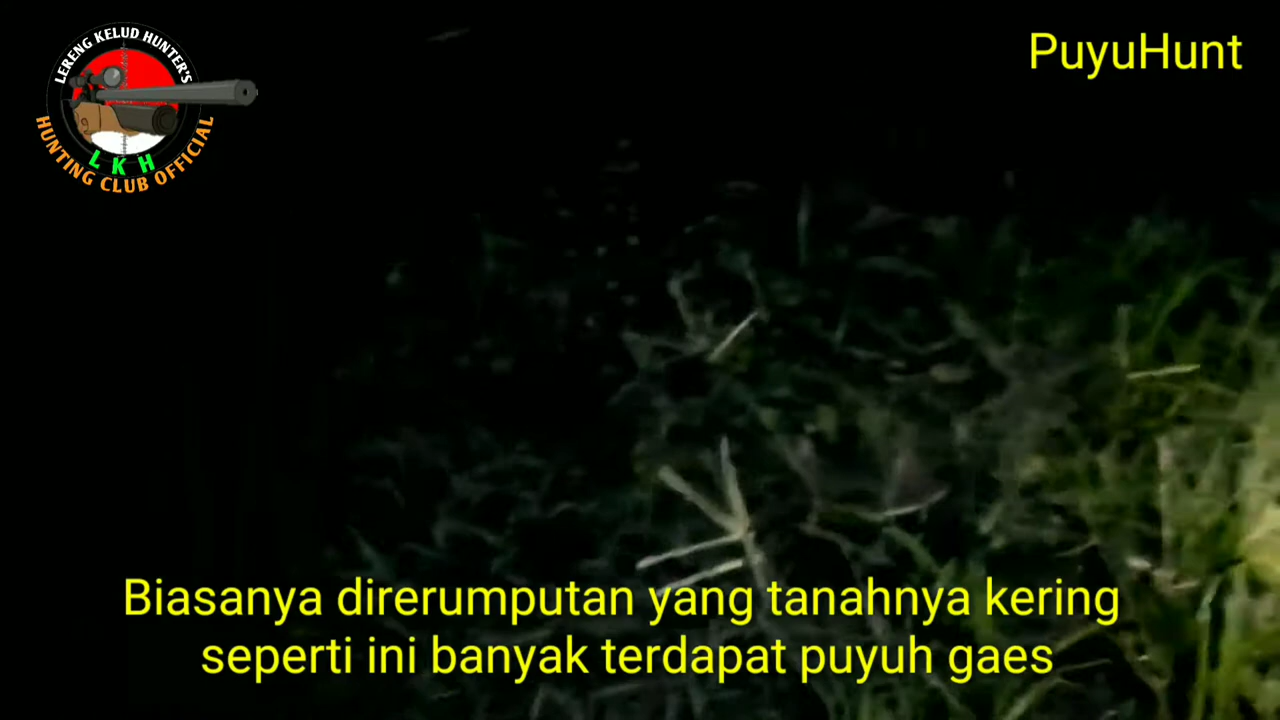 LERENG KELUD HUNTER'S
L K H
HUNTING CLUB OFFICIAL
PuyuHunt
Biasanya direrumputan yang tanahnya kering
seperti ini banyak terdapat puyuh gaes